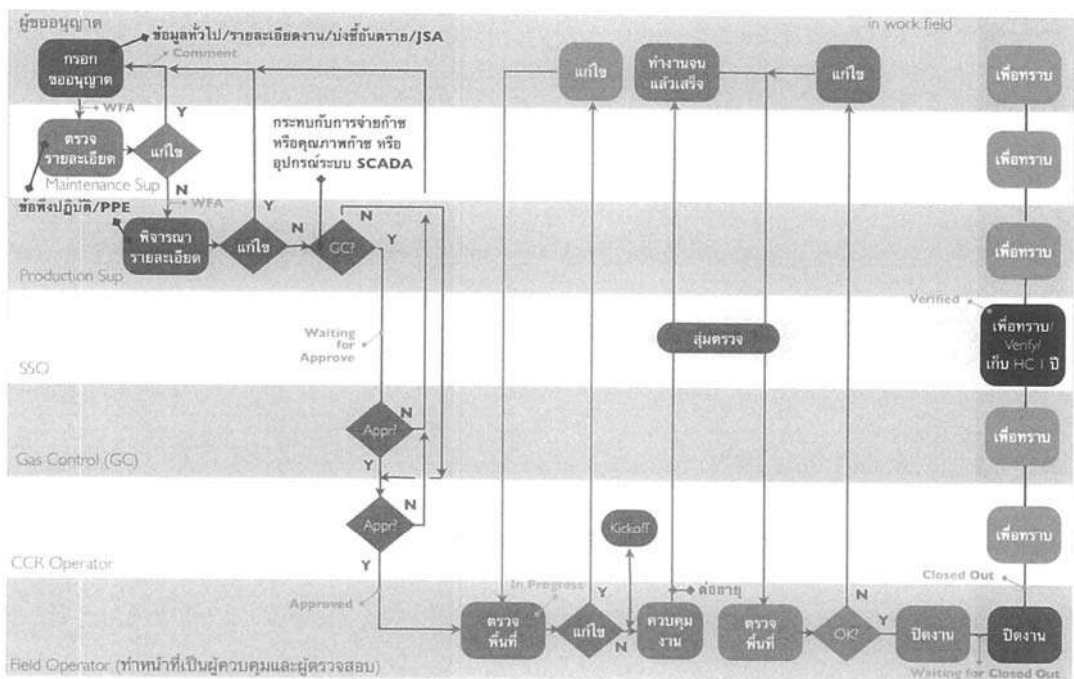 ผู้ขออนุญาต
in work field
ข้อมูลทั่วไป/รายละเอียดงาน/บ่งชี้อันตราย/JSA
กรอก
ขออนุญาต
Comment
แก้ไข
ทำงานจน
แล้วเสร็จ
แก้ไข
เพื่อทราบ
WFA
Y
Y
ตรวจ
รายละเอียด
แก้ไข
กระทบกับการจ่ายก๊าซ
หรือคุณภาพก๊าซ หรือ
อุปกรณ์ระบบ SCADA
เพื่อทราบ
Maintenance Sup
N
ข้อพึงปฏิบัติ/PPE
WFA
Y
N
N
Y
พิจารณา
รายละเอียด
แก้ไข
N
GC?
เพื่อทราบ
Production Sup
Verified
Waiting
for
Approve
สุ่มตรวจ
เพื่อทราบ/
Verify/
เก็บ HC 1 ปี
SSO
Appr?
N
เพื่อทราบ
Gas Control (GC)
Y
Appr?
N
Kickoff
เพื่อทราบ
CCR Operator
Y
Approved
In Progress
Y
ต่ออายุ
N
Closed Out
ตรวจ
พื้นที่
แก้ไข
N
ควบคุม
งาน
ตรวจ
พื้นที่
OK?
Y
ปิดงาน
ปิดงาน
Field Operator (ทำหน้าที่เป็นผู้ควบคุมและผู้ตรวจสอบ)
Waiting for Closed Out